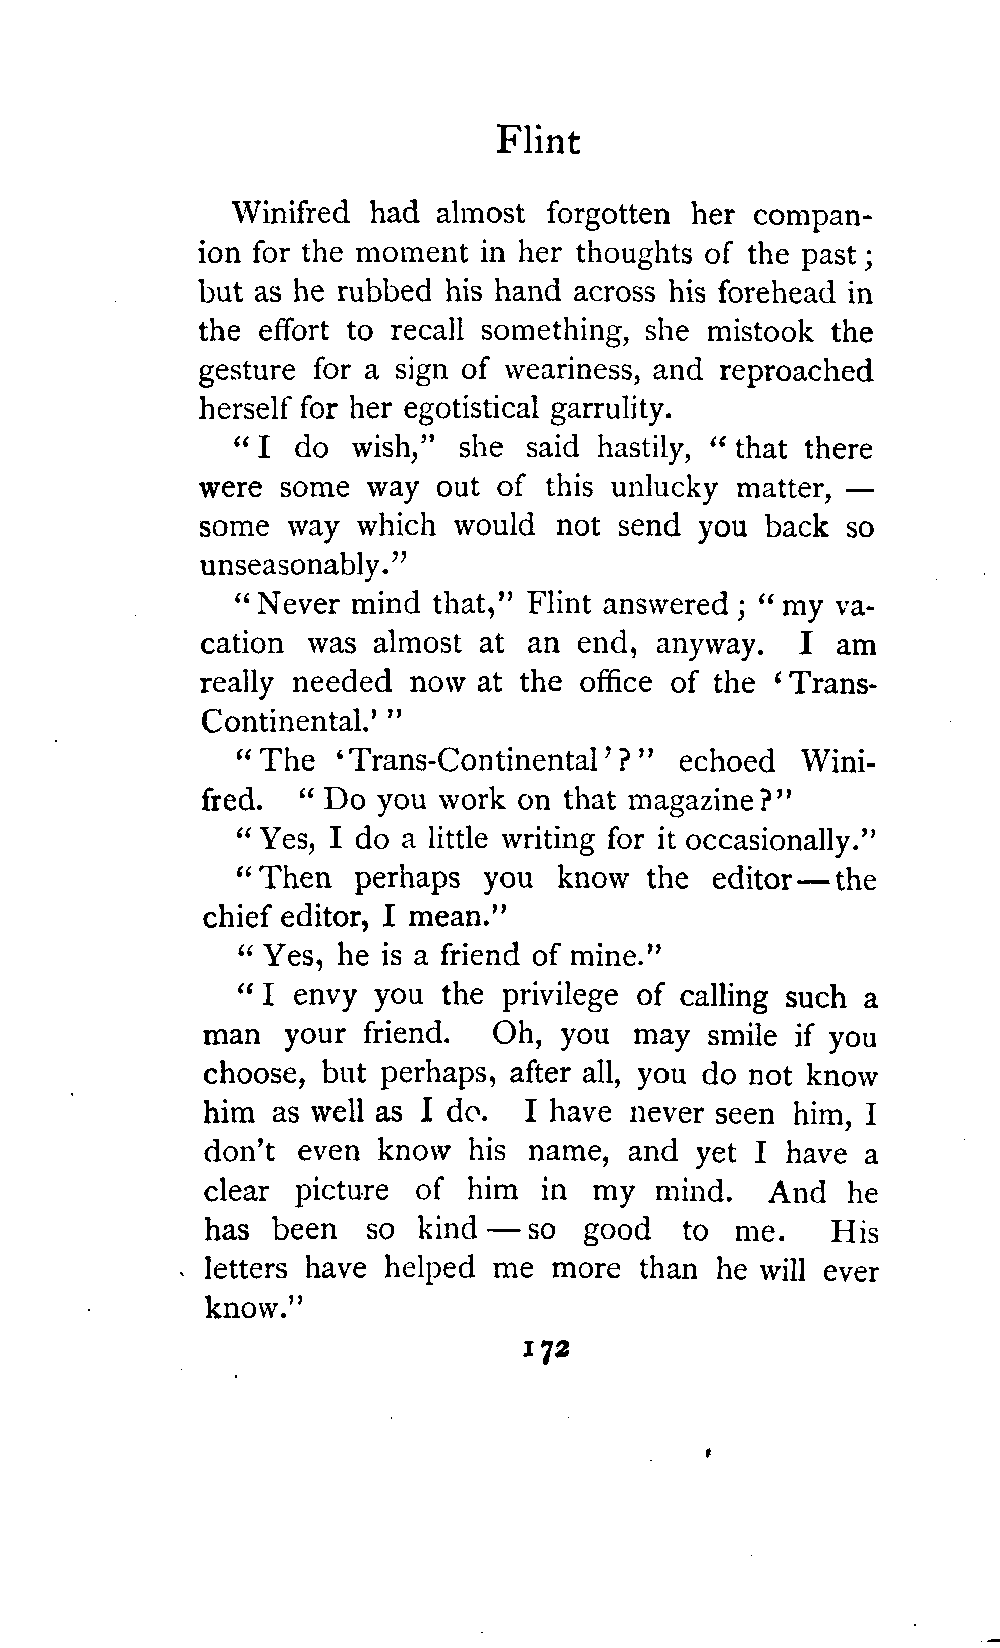 Flint
Winifred had almost forgotten her compan-
ion for the moment in her thoughts of the past;
but as he rubbed his hand across his forehead in
the effort to recall something, she mistook the
gesture for a sign of weariness, and reproached
herself for her egotistical garrulity.
"I do wish," she said hastily, "that there
were some way out of this unlucky matter, —
some way which would not send you back so
unseasonably."
"Never mind that," Flint answered; "my va-
cation was almost at an end, anyway. I am
really needed now at the office of the 'Trans-
Continental.'"
"The 'Trans-Continental'?" echoed Wini-
fred. "Do you work on that magazine?"
"Yes, I do a little writing for it occasionally."
"Then perhaps you know the editor—the
chief editor, I mean."
"Yes, he is a friend of mine."
"I envy you the privilege of calling such a
man your friend. Oh, you may smile if you
choose, but perhaps, after all, you do not know
him as well as I do. I have never seen him, I
don't even know his name, and yet I have a
clear picture of him in my mind. And he
has been so kind—so good to me. His
letters have helped me more than he will ever
know."
172